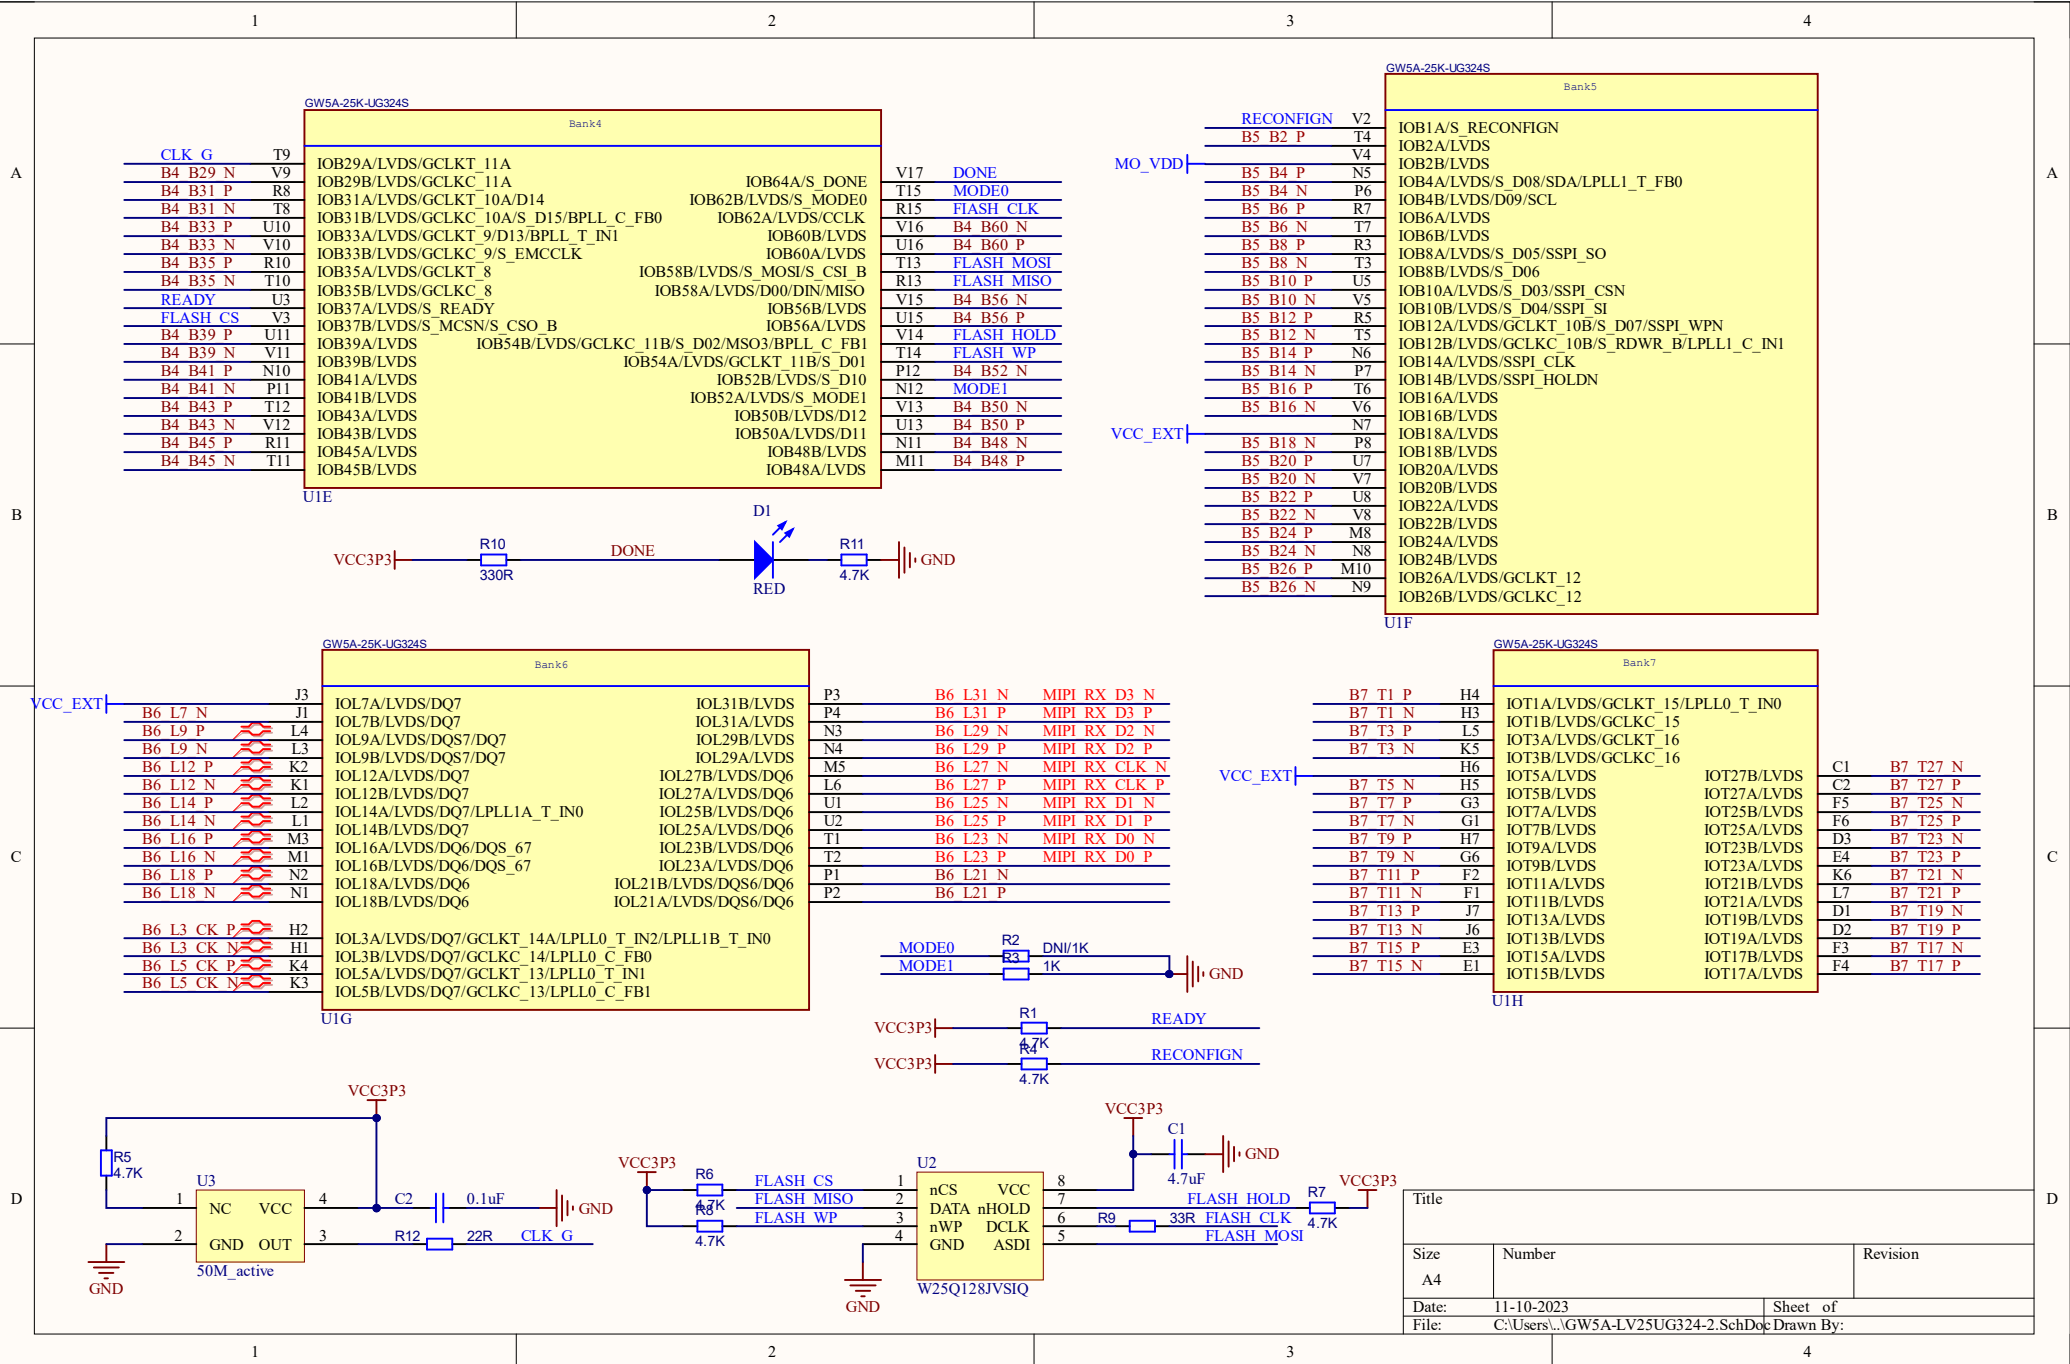 1 2 3 4
A A
B B
C C
D D
GW5A-25K-UG324S
Bank4
CLK_G T9 IOB29A/LVDS/GCLKT_11A
B4_B29_N V9 IOB29B/LVDS/GCLKC_11A
B4_B31_P R8 IOB31A/LVDS/GCLKT_10A/D14
B4_B31_N T8 IOB31B/LVDS/GCLKC_10A/S_D15/BPLL_C_FB0
B4_B33_P U10 IOB33A/LVDS/GCLKT_9/D13/BPLL_T_IN1
B4_B33_N V10 IOB33B/LVDS/GCLKC_9/S_EMCCLK
B4_B35_P R10 IOB35A/LVDS/GCLKT_8
B4_B35_N T10 IOB35B/LVDS/GCLKC_8
READY U3 IOB37A/LVDS/S_READY
FLASH_CS V3 IOB37B/LVDS/S_MCSN/S_CSO_B
B4_B39_P U11 IOB39A/LVDS
B4_B39_N V11 IOB39B/LVDS
B4_B41_P N10 IOB41A/LVDS
B4_B41_N P11 IOB41B/LVDS
B4_B43_P T12 IOB43A/LVDS
B4_B43_N V12 IOB43B/LVDS
B4_B45_P R11 IOB45A/LVDS
B4_B45_N T11 IOB45B/LVDS
IOB64A/S_DONE V17 DONE
IOB62B/LVDS/S_MODE0 T15 MODE0
IOB62A/LVDS/CCLK R15 FIASH_CLK
IOB60B/LVDS V16 B4_B60_N
IOB60A/LVDS U16 B4_B60_P
IOB58B/LVDS/S_MOSI/S_CSI_B T13 FLASH_MOSI
IOB58A/LVDS/D00/DIN/MISO R13 FLASH_MISO
IOB56B/LVDS V15 B4_B56_N
IOB56A/LVDS U15 B4_B56_P
IOB54B/LVDS/GCLKC_11B/S_D02/MSO3/BPLL_C_FB1 V14 FLASH_HOLD
IOB54A/LVDS/GCLKT_11B/S_D01 T14 FLASH_WP
IOB52B/LVDS/S_D10 P12 B4_B52_N
IOB52A/LVDS/S_MODE1 N12 MODE1
IOB50B/LVDS/D12 V13 B4_B50_N
IOB50A/LVDS/D11 U13 B4_B50_P
IOB48B/LVDS N11 B4_B48_N
IOB48A/LVDS M11 B4_B48_P
U1E
GW5A-25K-UG324S
Bank5
RECONFIGN V2 IOB1A/S_RECONFIGN
B5_B2_P T4 IOB2A/LVDS
MO_VDD V4 IOB2B/LVDS
B5_B4_P N5 IOB4A/LVDS/S_D08/SDA/LPLL1_T_FB0
B5_B4_N P6 IOB4B/LVDS/D09/SCL
B5_B6_P R7 IOB6A/LVDS
B5_B6_N T7 IOB6B/LVDS
B5_B8_P R3 IOB8A/LVDS/S_D05/SSPI_SO
B5_B8_N T3 IOB8B/LVDS/S_D06
B5_B10_P U5 IOB10A/LVDS/S_D03/SSPI_CSN
B5_B10_N V5 IOB10B/LVDS/S_D04/SSPI_SI
B5_B12_P R5 IOB12A/LVDS/GCLKT_10B/S_D07/SSPI_WPN
B5_B12_N T5 IOB12B/LVDS/GCLKC_10B/S_RDWR_B/LPLL1_C_IN1
B5_B14_P N6 IOB14A/LVDS/SSPI_CLK
B5_B14_N P7 IOB14B/LVDS/SSPI_HOLDN
B5_B16_P T6 IOB16A/LVDS
B5_B16_N V6 IOB16B/LVDS
VCC_EXT N7 IOB18A/LVDS
B5_B18_N P8 IOB18B/LVDS
B5_B20_P U7 IOB20A/LVDS
B5_B20_N V7 IOB20B/LVDS
B5_B22_P U8 IOB22A/LVDS
B5_B22_N V8 IOB22B/LVDS
B5_B24_P M8 IOB24A/LVDS
B5_B24_N N8 IOB24B/LVDS
B5_B26_P M10 IOB26A/LVDS/GCLKT_12
B5_B26_N N9 IOB26B/LVDS/GCLKC_12
U1F
D1
VCC3P3 R10 DONE R11 GND
330R RED 4.7K
GW5A-25K-UG324S
Bank6
VCC_EXT J3 IOL7A/LVDS/DQ7
B6_L7_N J1 IOL7B/LVDS/DQ7
B6_L9_P L4 IOL9A/LVDS/DQS7/DQ7
B6_L9_N L3 IOL9B/LVDS/DQS7/DQ7
B6_L12_P K2 IOL12A/LVDS/DQ7
B6_L12_N K1 IOL12B/LVDS/DQ7
B6_L14_P L2 IOL14A/LVDS/DQ7/LPLL1A_T_IN0
B6_L14_N L1 IOL14B/LVDS/DQ7
B6_L16_P M3 IOL16A/LVDS/DQ6/DQS_67
B6_L16_N M1 IOL16B/LVDS/DQ6/DQS_67
B6_L18_P N2 IOL18A/LVDS/DQ6
B6_L18_N N1 IOL18B/LVDS/DQ6
B6_L3_CK_P H2 IOL3A/LVDS/DQ7/GCLKT_14A/LPLL0_T_IN2/LPLL1B_T_IN0
B6_L3_CK_N H1 IOL3B/LVDS/DQ7/GCLKC_14/LPLL0_C_FB0
B6_L5_CK_P K4 IOL5A/LVDS/DQ7/GCLKT_13/LPLL0_T_IN1
B6_L5_CK_N K3 IOL5B/LVDS/DQ7/GCLKC_13/LPLL0_C_FB1
IOL31B/LVDS P3 B6_L31_N MIPI_RX_D3_N
IOL31A/LVDS P4 B6_L31_P MIPI_RX_D3_P
IOL29B/LVDS N3 B6_L29_N MIPI_RX_D2_N
IOL29A/LVDS N4 B6_L29_P MIPI_RX_D2_P
IOL27B/LVDS/DQ6 M5 B6_L27_N MIPI_RX_CLK_N
IOL27A/LVDS/DQ6 L6 B6_L27_P MIPI_RX_CLK_P
IOL25B/LVDS/DQ6 U1 B6_L25_N MIPI_RX_D1_N
IOL25A/LVDS/DQ6 U2 B6_L25_P MIPI_RX_D1_P
IOL23B/LVDS/DQ6 T1 B6_L23_N MIPI_RX_D0_N
IOL23A/LVDS/DQ6 T2 B6_L23_P MIPI_RX_D0_P
IOL21B/LVDS/DQS6/DQ6 P1 B6_L21_N
IOL21A/LVDS/DQS6/DQ6 P2 B6_L21_P
U1G
GW5A-25K-UG324S
Bank7
B7_T1_P H4 IOT1A/LVDS/GCLKT_15/LPLL0_T_IN0
B7_T1_N H3 IOT1B/LVDS/GCLKC_15
B7_T3_P L5 IOT3A/LVDS/GCLKT_16
B7_T3_N K5 IOT3B/LVDS/GCLKC_16
VCC_EXT H6 IOT5A/LVDS
B7_T5_N H5 IOT5B/LVDS
B7_T7_P G3 IOT7A/LVDS
B7_T7_N G1 IOT7B/LVDS
B7_T9_P H7 IOT9A/LVDS
B7_T9_N G6 IOT9B/LVDS
B7_T11_P F2 IOT11A/LVDS
B7_T11_N F1 IOT11B/LVDS
B7_T13_P J7 IOT13A/LVDS
B7_T13_N J6 IOT13B/LVDS
B7_T15_P E3 IOT15A/LVDS
B7_T15_N E1 IOT15B/LVDS
IOT27B/LVDS C1 B7_T27_N
IOT27A/LVDS C2 B7_T27_P
IOT25B/LVDS F5 B7_T25_N
IOT25A/LVDS F6 B7_T25_P
IOT23B/LVDS D3 B7_T23_N
IOT23A/LVDS E4 B7_T23_P
IOT21B/LVDS K6 B7_T21_N
IOT21A/LVDS L7 B7_T21_P
IOT19B/LVDS D1 B7_T19_N
IOT19A/LVDS D2 B7_T19_P
IOT17B/LVDS F3 B7_T17_N
IOT17A/LVDS F4 B7_T17_P
U1H
MODE0 R2 DNI/1K
MODE1 R3 1K GND
VCC3P3 R1 4.7K READY
VCC3P3 R4 4.7K RECONFIGN
VCC3P3
R5
4.7K
U3
1 NC VCC 4 C2 0.1uF GND
2 GND OUT 3 R12 22R CLK_G
50M_active
GND
VCC3P3
C1
GND
4.7uF
VCC3P3
R6 4.7K
R8 4.7K
U2
FLASH_CS 1 nCS VCC 8
FLASH_MISO 2 DATA nHOLD 7 FLASH_HOLD R7 4.7K VCC3P3
FLASH_WP 3 nWP DCLK 6 R9 33R FIASH_CLK
4 GND ASDI 5 FLASH_MOSI
W25Q128JVSIQ
GND
Title
Size Number Revision
A4
Date: 11-10-2023 Sheet of
File: C:\Users\..\GW5A-LV25UG324-2.SchDoc Drawn By:
1 2 3 4